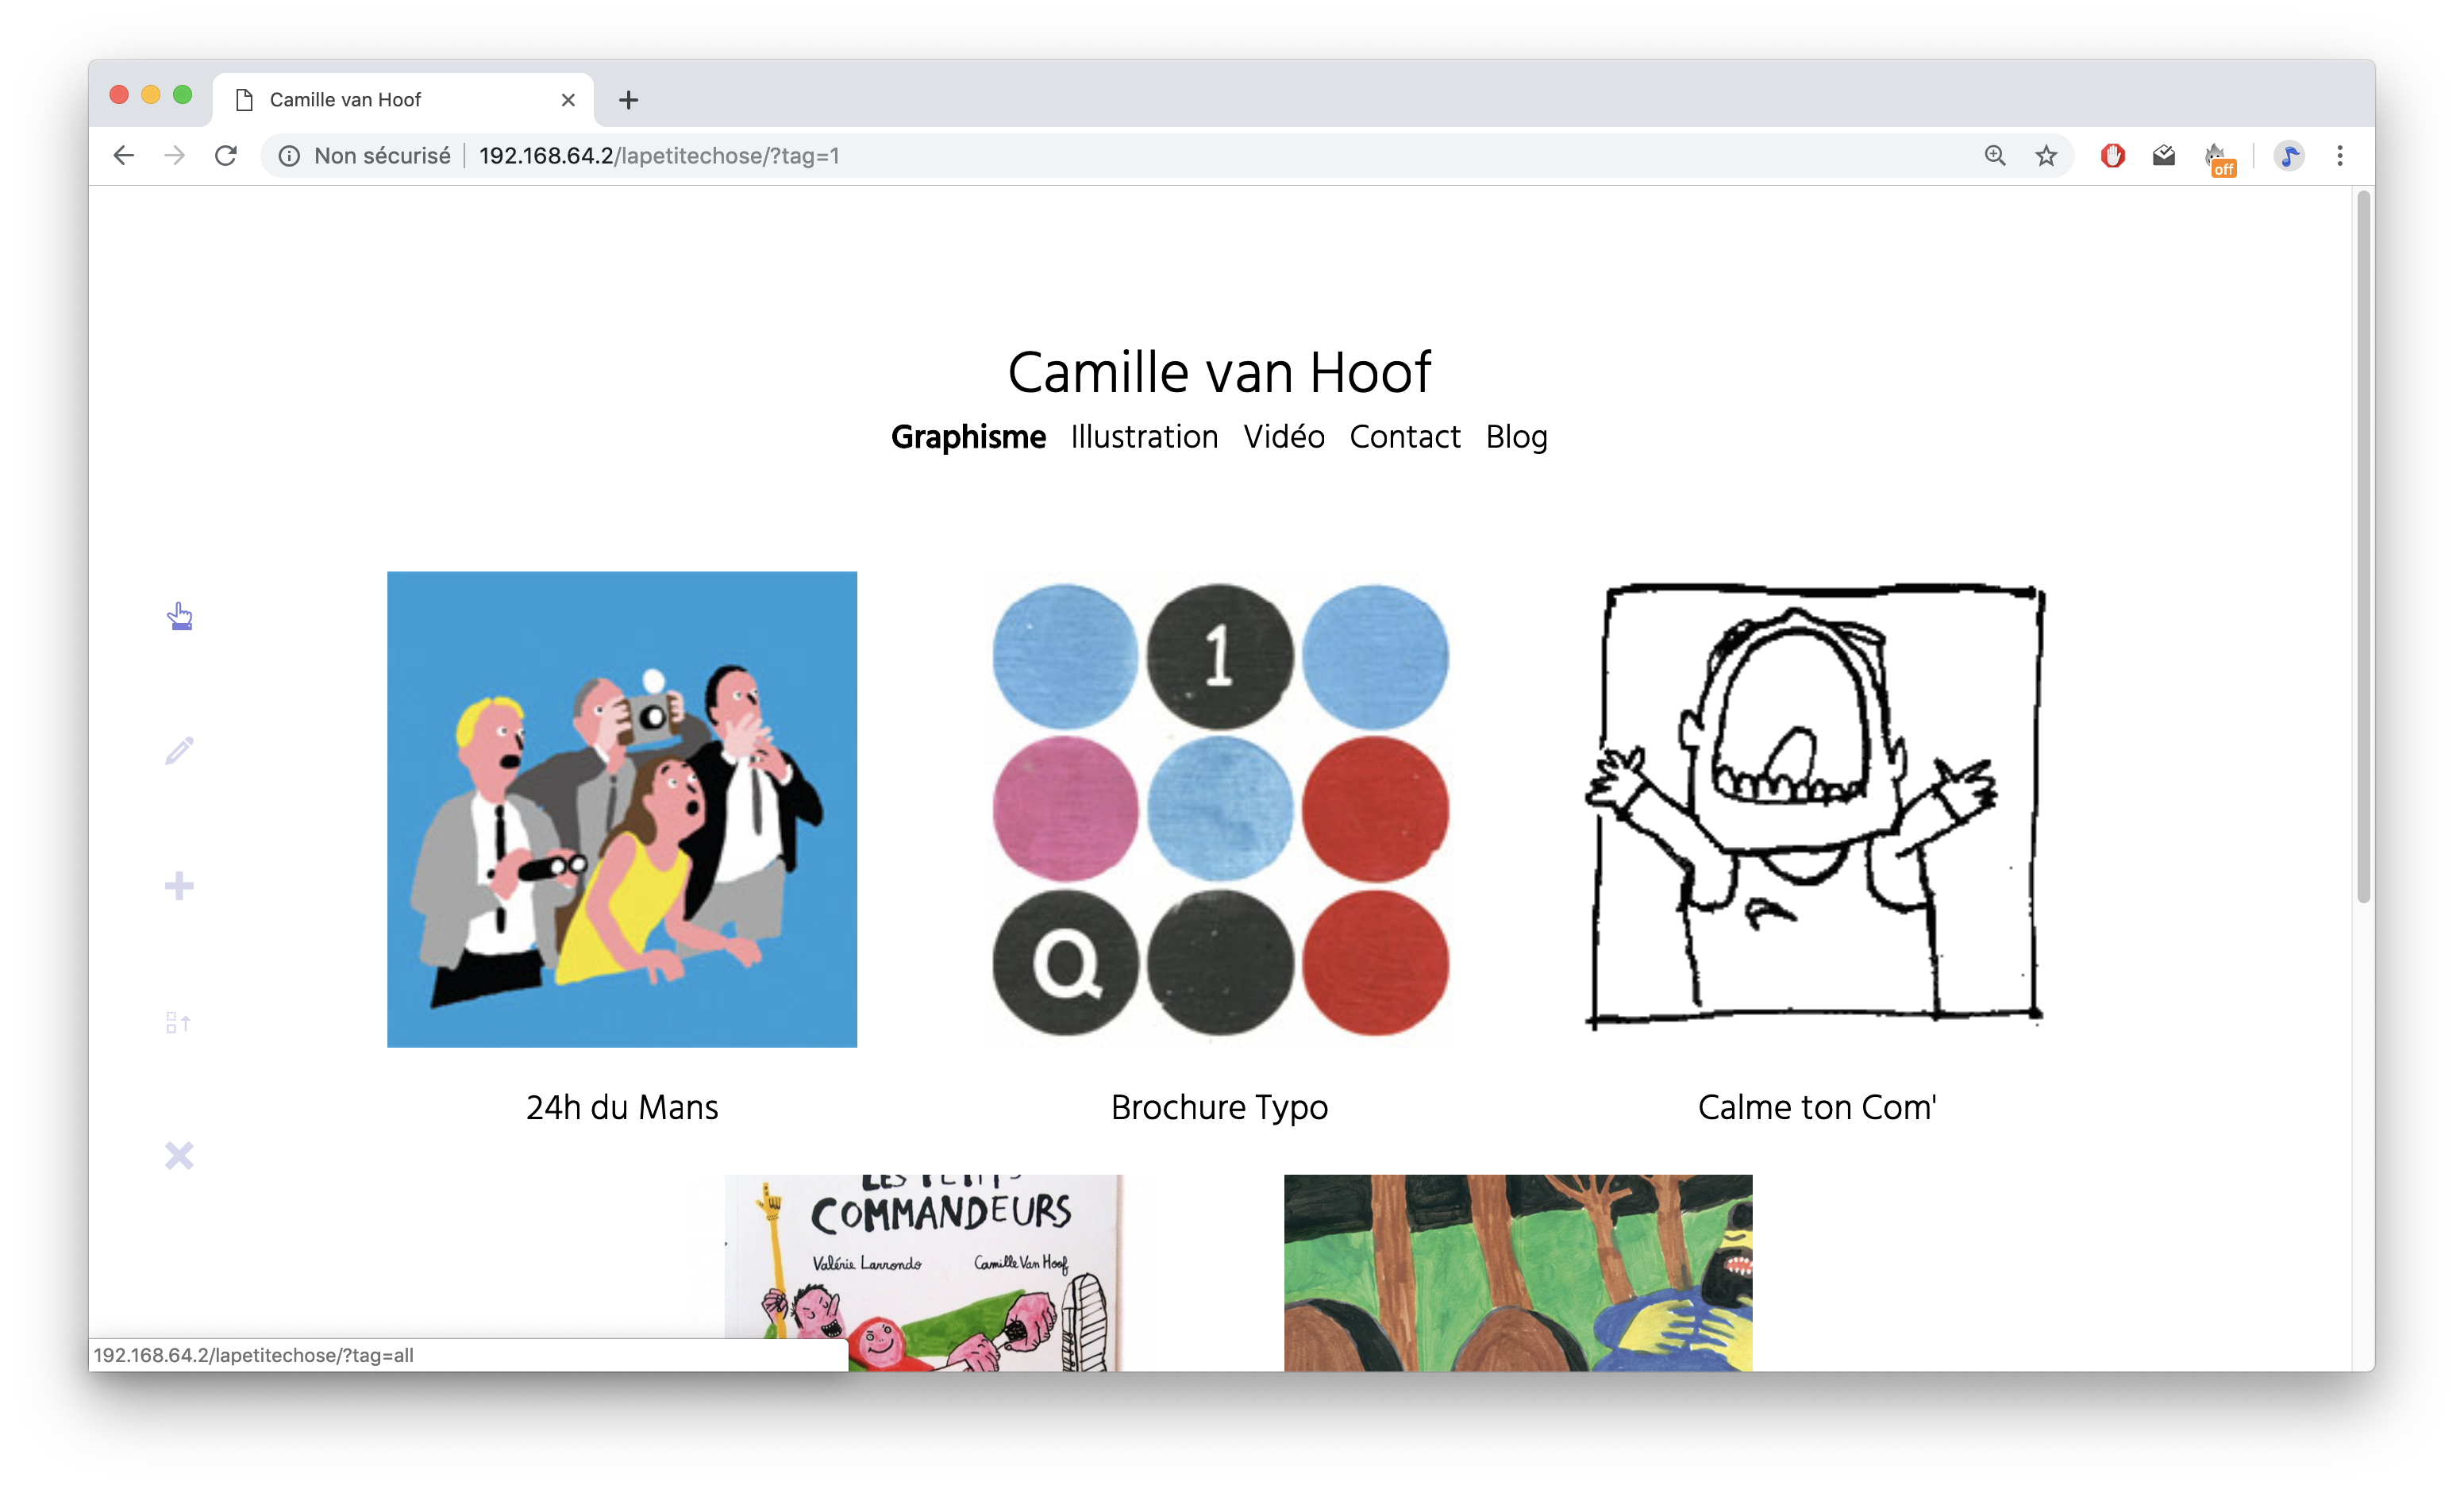 Camille van Hoof
Non sécurisé 192.168.64.2/lapetitechose/?tag=1
off
Camille van Hoof
Graphisme Illustration Vidéo Contact Blog
1
Q
24h du Mans
Brochure Typo
Calme ton Com'
LES PETITS
COMMANDEURS
Valérie Larrondo Camille Van Hoof
192.168.64.2/lapetitechose/?tag=all